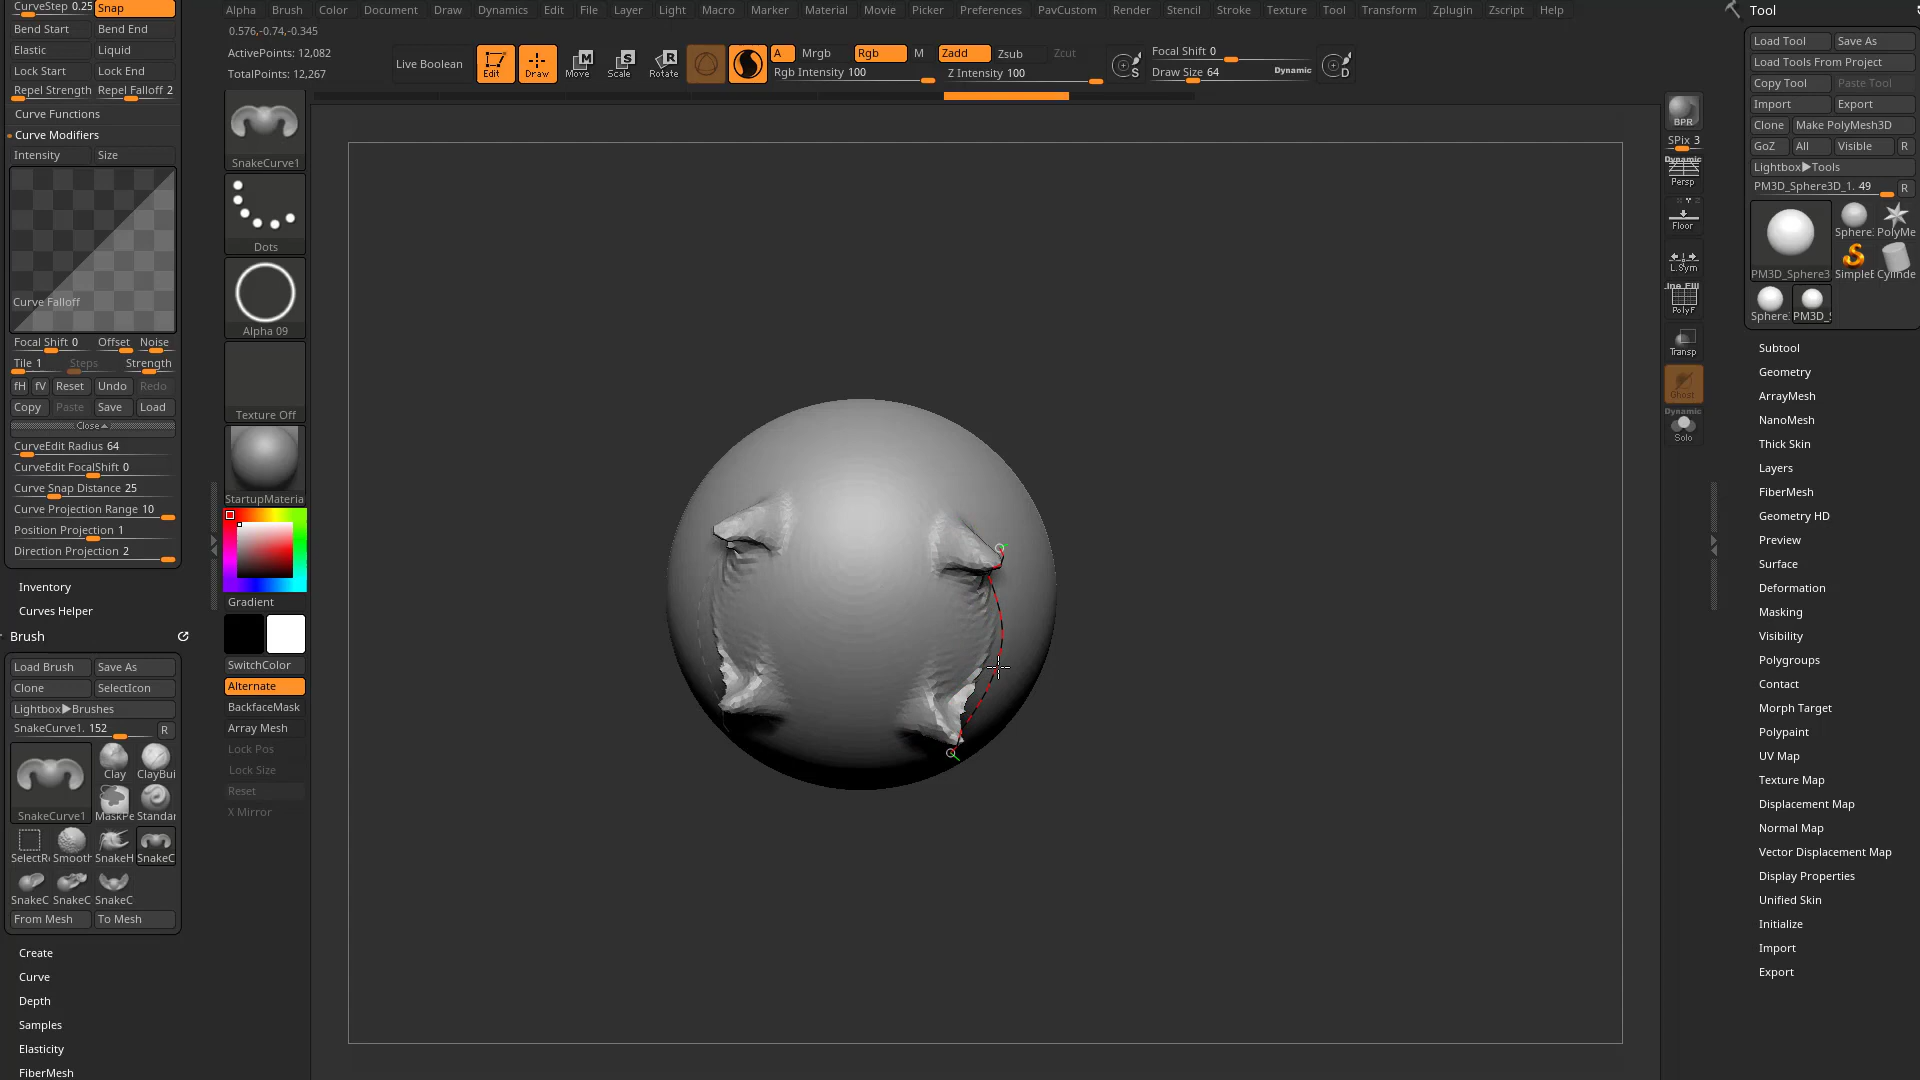 Alpha Brush Color Document Draw Dynamics Edit File Layer Light Macro Marker Material Movie Picker Preferences PavCustom Render Stencil Stroke Texture Tool Transform Zplugin Zscript Help
0.576,-0.74,-0.345
ActivePoints: 12,082
TotalPoints: 12,267
Live Boolean
Edit Draw Move Scale Rotate
A Mrgb Rgb M Zadd Zsub Zcut
Rgb Intensity 100 Z Intensity 100
Focal Shift 0
Draw Size 64 Dynamic
S
D
CurveStep 0.25 Snap
Bend Start Bend End
Elastic Liquid
Lock Start Lock End
Repel Strength Repel Falloff 2
Curve Functions
Curve Modifiers
Intensity Size
Curve Falloff
Focal Shift 0 Offset Noise
Tile 1 Steps Strength
fH fV Reset Undo Redo
Copy Paste Save Load
Close
CurveEdit Radius 64
CurveEdit FocalShift 0
Curve Snap Distance 25
Curve Projection Range 10
Position Projection 1
Direction Projection 2
Inventory
Curves Helper
Brush
Load Brush Save As
Clone SelectIcon
Lightbox▶Brushes
SnakeCurve1. 152 R
Clay ClayBui
SnakeCurve1 MaskPe Standar
SelectR Smooth SnakeH SnakeC
SnakeC SnakeC SnakeC
From Mesh To Mesh
Create
Curve
Depth
Samples
Elasticity
FiberMesh
SnakeCurve1
Dots
Alpha 09
Texture Off
StartupMateria
Gradient
SwitchColor
Alternate
BackfaceMask
Array Mesh
Lock Pos
Lock Size
Reset
X Mirror
BPR
SPix 3
Dynamic
Persp
Floor
L.Sym
Line Fill
PolyF
Transp
Ghost
Dynamic
Solo
Tool
Load Tool Save As
Load Tools From Project
Copy Tool Paste Tool
Import Export
Clone Make PolyMesh3D
GoZ All Visible R
Lightbox▶Tools
PM3D_Sphere3D_1. 49 R
Sphere. PolyMe
PM3D_Sphere3 SimpleB Cylinde
Sphere. PM3D_S
Subtool
Geometry
ArrayMesh
NanoMesh
Thick Skin
Layers
FiberMesh
Geometry HD
Preview
Surface
Deformation
Masking
Visibility
Polygroups
Contact
Morph Target
Polypaint
UV Map
Texture Map
Displacement Map
Normal Map
Vector Displacement Map
Display Properties
Unified Skin
Initialize
Import
Export